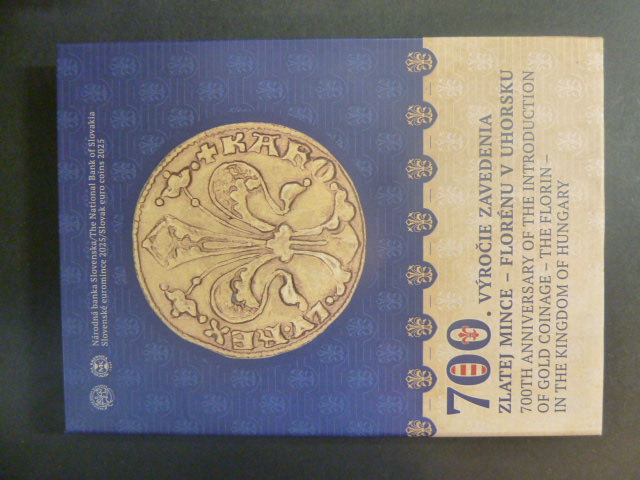 Národná banka Slovenska/The National Bank of Slovakia
Slovenské euromince 2025/Slovak euro coins 2025
+KARO
LV•REX
700. VÝROČIE ZAVEDENIA
ZLATEJ MINCE – FLORÉNU V UHORSKU
700TH ANNIVERSARY OF THE INTRODUCTION
OF GOLD COINAGE – THE FLORIN –
IN THE KINGDOM OF HUNGARY